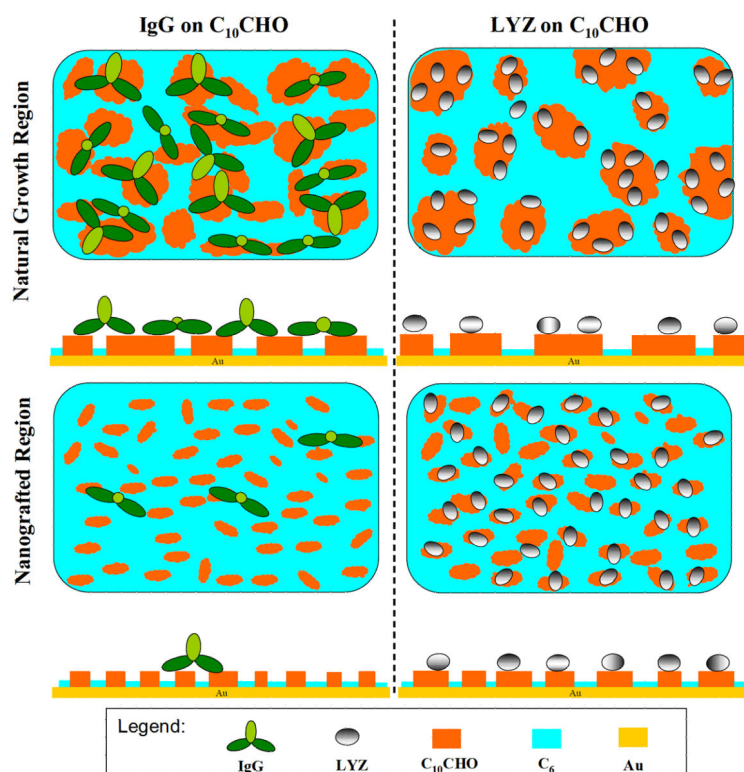 IgG on C₁₀CHO
LYZ on C₁₀CHO
Natural Growth Region
Au
Au
Nanografted Region
Au
Au
Legend:
IgG
LYZ
C₁₀CHO
C₆
Au